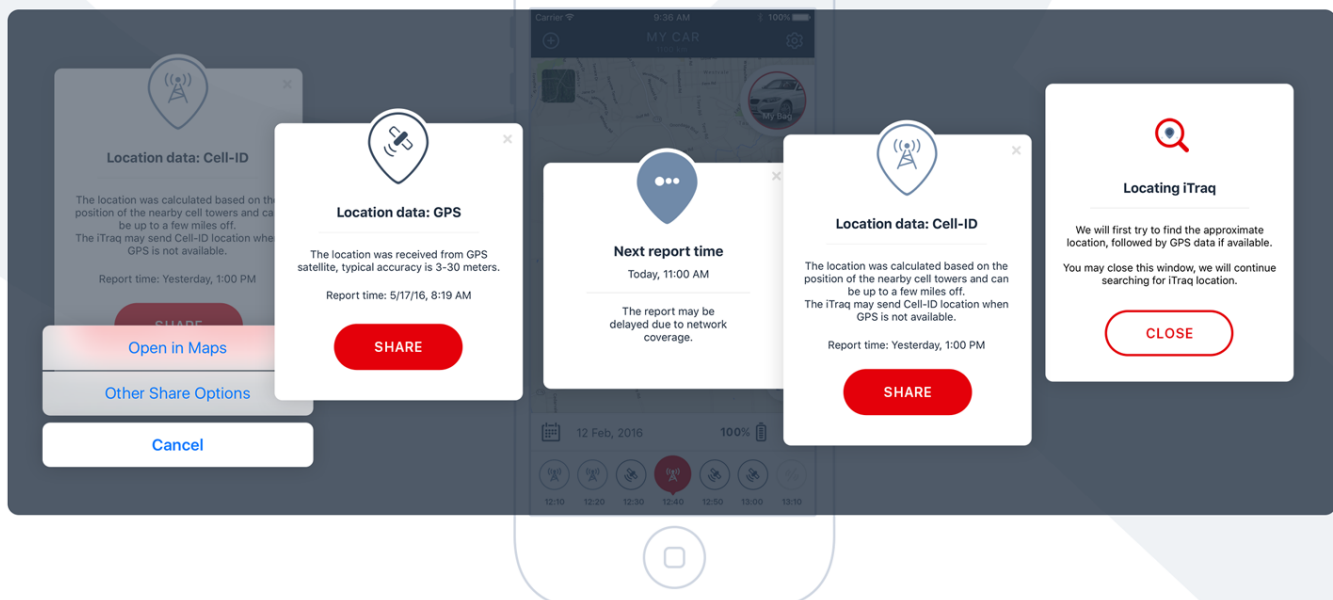 Carrier
9:36 AM
100%
MY CAR
My Bag
Location data: Cell-ID
The location was calculated based on the
position of the nearby cell towers and can
be up to a few miles off.
The iTraq may send Cell-ID location when
GPS is not available.
Report time: Yesterday, 1:00 PM
SHARE
Open in Maps
Other Share Options
Cancel
Location data: GPS
The location was received from GPS
satellite, typical accuracy is 3-30 meters.
Report time: 5/17/16, 8:19 AM
SHARE
Next report time
Today, 11:00 AM
The report may be
delayed due to network
coverage.
Location data: Cell-ID
The location was calculated based on the
position of the nearby cell towers and can
be up to a few miles off.
The iTraq may send Cell-ID location when
GPS is not available.
Report time: Yesterday, 1:00 PM
SHARE
Locating iTraq
We will first try to find the approximate
location, followed by GPS data if available.
You may close this window, we will continue
searching for iTraq location.
CLOSE
12 Feb, 2016
100%
12:10 12:20 12:30 12:40 12:50 13:00 13:10